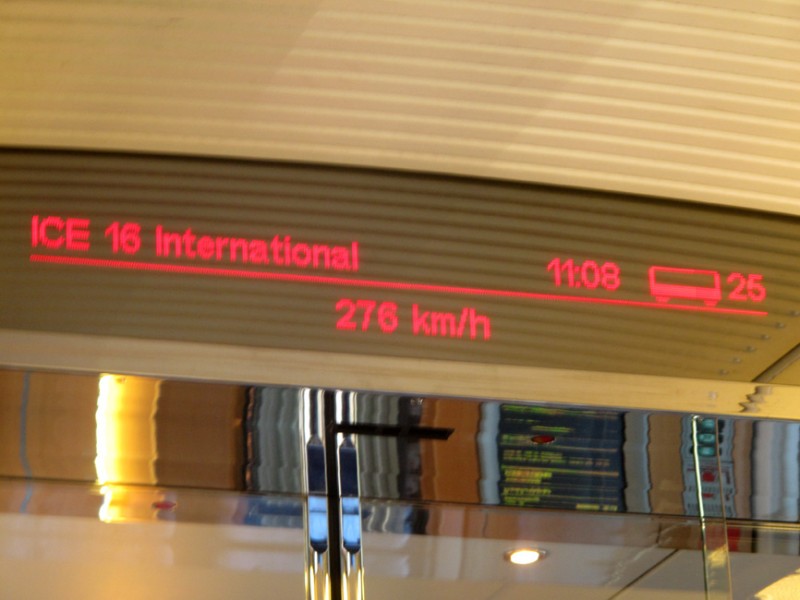 ICE 16 International 11:08 25
276 km/h